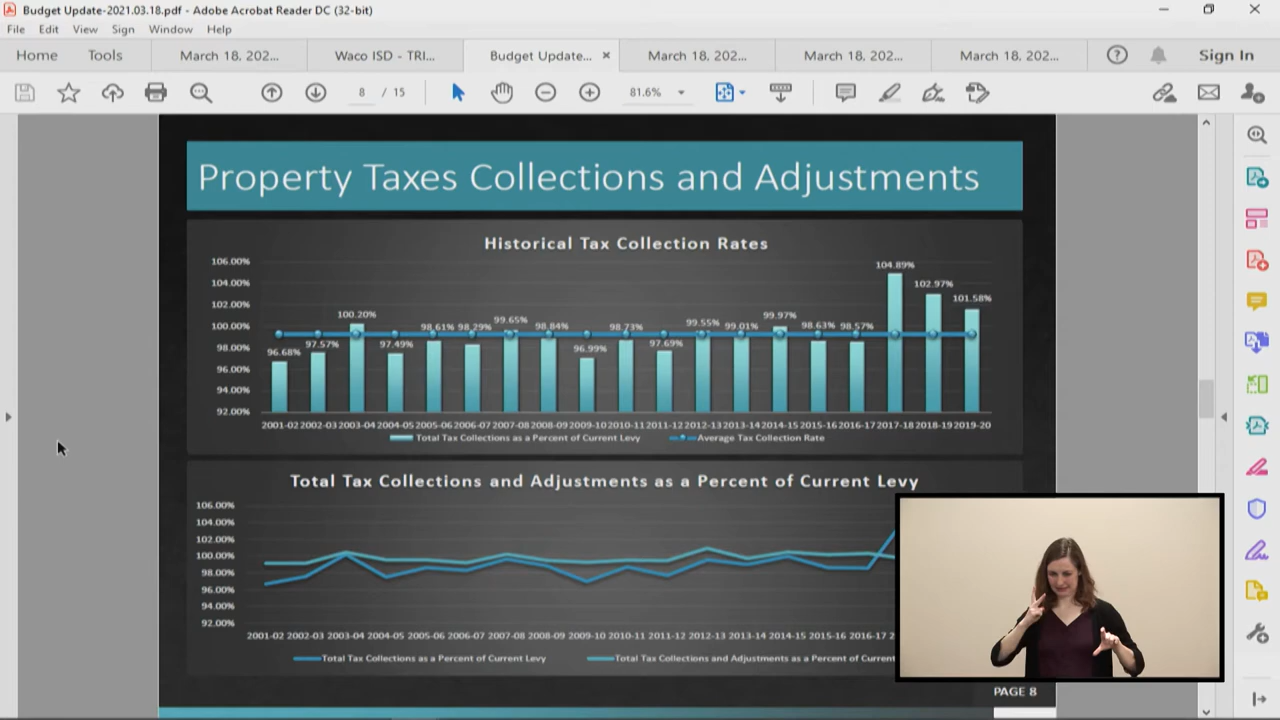 Budget Update-2021.03.18.pdf - Adobe Acrobat Reader DC (32-bit)
File Edit View Sign Window Help
Home Tools March 18, 202... Waco ISD - TRI... Budget Update... × March 18, 202... March 18, 202... March 18, 202... Sign In
8 / 15 81.6%
Property Taxes Collections and Adjustments
Historical Tax Collection Rates
106.00%
104.00%
102.00%
100.00%
98.00%
96.00%
94.00%
92.00%
96.68% 97.57% 100.20% 97.49% 98.61% 98.29% 99.65% 98.84% 96.99% 98.73% 97.69% 99.55% 99.01% 99.97% 98.63% 98.57% 104.89% 102.97% 101.58%
2001-02 2002-03 2003-04 2004-05 2005-06 2006-07 2007-08 2008-09 2009-10 2010-11 2011-12 2012-13 2013-14 2014-15 2015-16 2016-17 2017-18 2018-19 2019-20
Total Tax Collections as a Percent of Current Levy Average Tax Collection Rate
Total Tax Collections and Adjustments as a Percent of Current Levy
106.00%
104.00%
102.00%
100.00%
98.00%
96.00%
94.00%
92.00%
2001-02 2002-03 2003-04 2004-05 2005-06 2006-07 2007-08 2008-09 2009-10 2010-11 2011-12 2012-13 2013-14 2014-15 2015-16 2016-17 20
Total Tax Collections as a Percent of Current Levy Total Tax Collections and Adjustments as a Percent of Current
PAGE 8